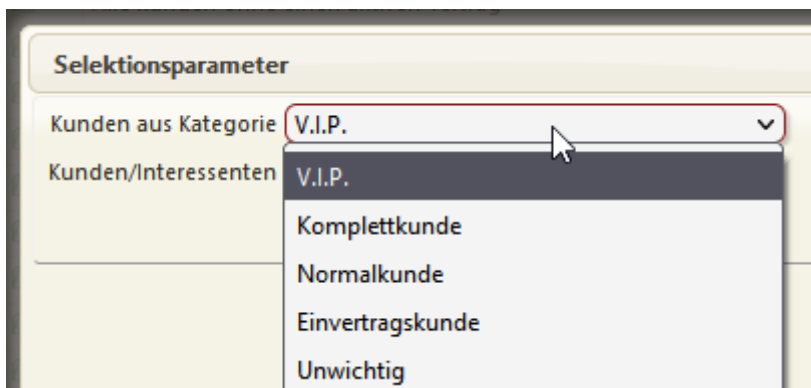 Selektionsparameter
Kunden aus Kategorie V.I.P.
Kunden/Interessenten V.I.P.
Komplettkunde
Normalkunde
Einvertragskunde
Unwichtig